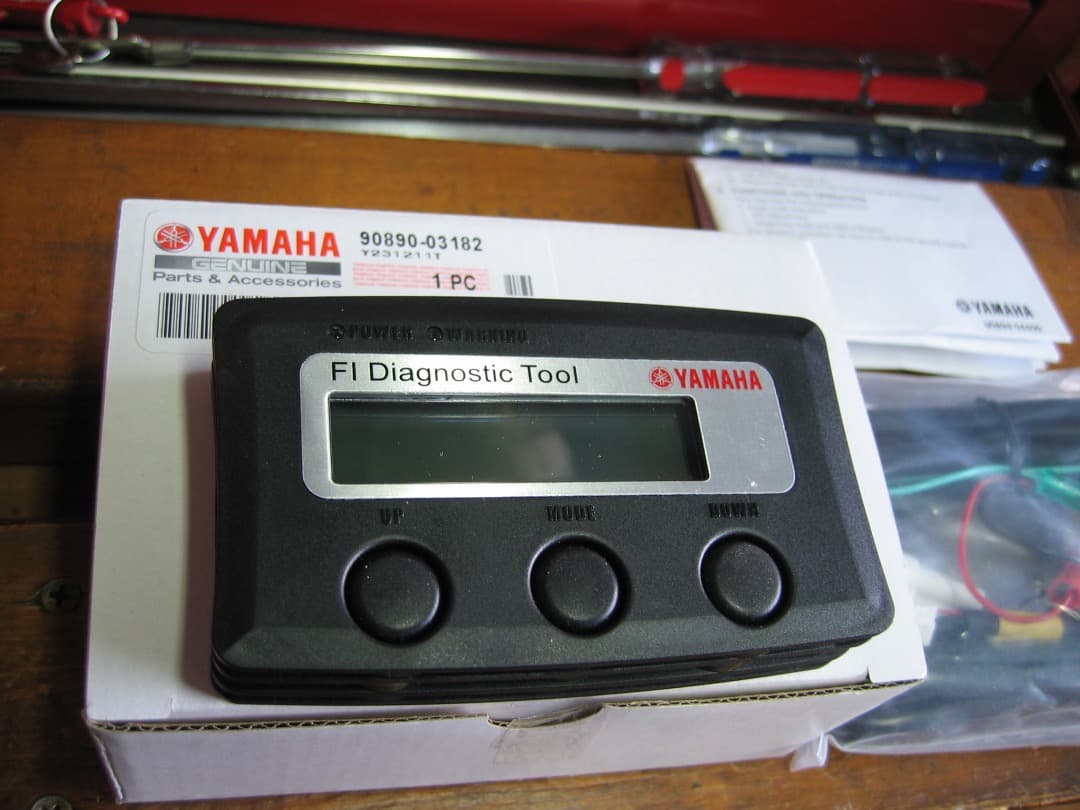 YAMAHA
GENUINE
Parts & Accessories
90890-03182
Y231211T
1 PC
POWER WARNING
FI Diagnostic Tool
YAMAHA
UP MODE DOWN
YAMAHA